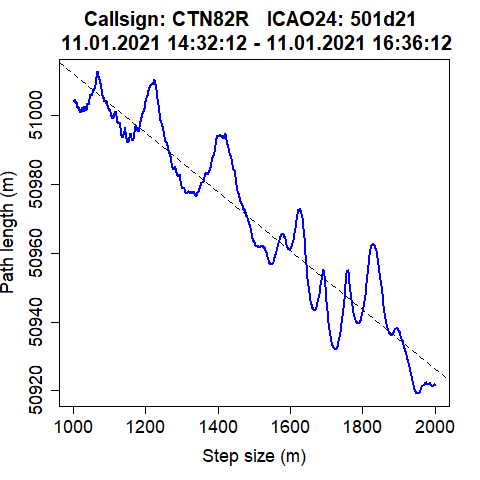 Callsign: CTN82R ICAO24: 501d21
11.01.2021 14:32:12 - 11.01.2021 16:36:12
Path length (m)
51000
50980
50960
50940
50920
1000 1200 1400 1600 1800 2000
Step size (m)